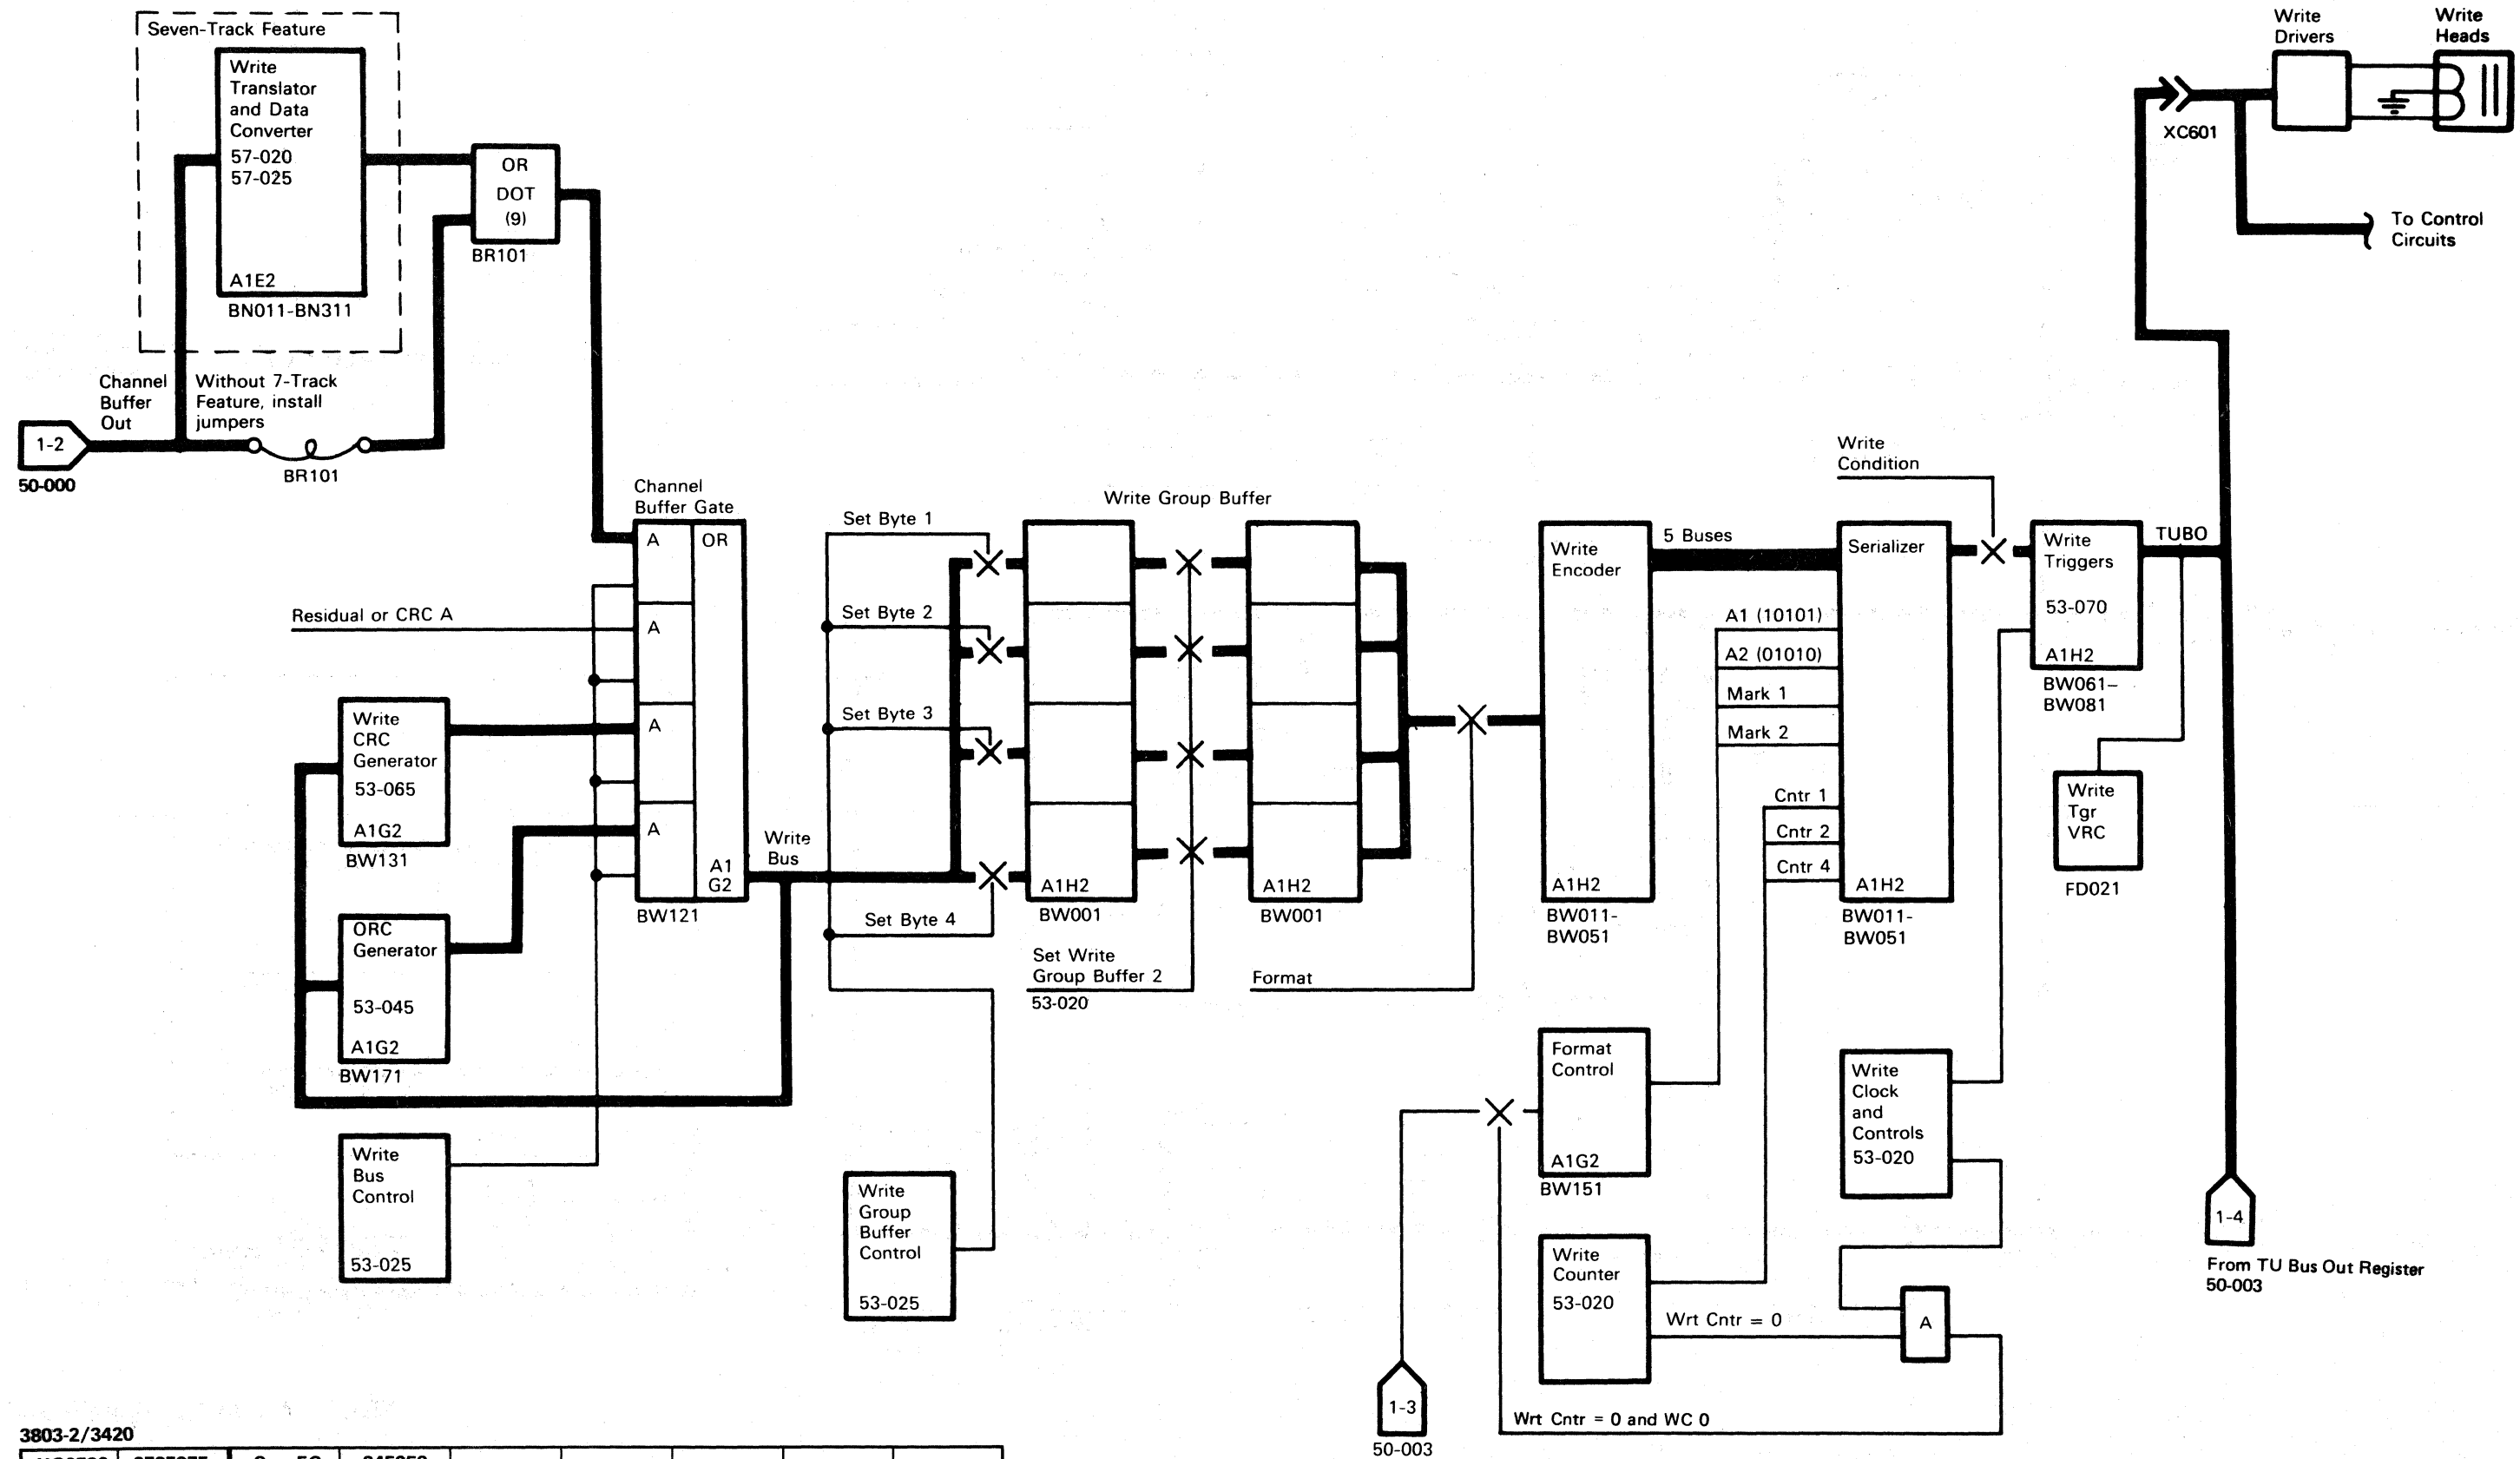 Seven-Track Feature
Write
Translator
and Data
Converter
57-020
57-025
A1E2
BN011-BN311
OR
DOT
(9)
BR101
Channel
Buffer
Out
Without 7-Track
Feature, install
jumpers
1-2
50-000
BR101
Write
Drivers
Write
Heads
XC601
To Control
Circuits
Channel
Buffer Gate
A
OR
A
A
A
A1
G2
BW121
Residual or CRC A
Write
CRC
Generator
53-065
A1G2
BW131
ORC
Generator
53-045
A1G2
BW171
Write
Bus
Control
53-025
Write
Bus
Set Byte 1
Set Byte 2
Set Byte 3
Set Byte 4
Write Group Buffer
A1H2
BW001
A1H2
BW001
Set Write
Group Buffer 2
53-020
Format
Write
Group
Buffer
Control
53-025
Write
Encoder
A1H2
BW011-
BW051
5 Buses
A1 (10101)
A2 (01010)
Mark 1
Mark 2
Cntr 1
Cntr 2
Cntr 4
Serializer
A1H2
BW011-
BW051
Write
Condition
Write
Triggers
53-070
A1H2
BW061-
BW081
TUBO
Write
Tgr
VRC
FD021
Format
Control
A1G2
BW151
Write
Clock
and
Controls
53-020
Write
Counter
53-020
Wrt Cntr = 0
A
Wrt Cntr = 0 and WC 0
1-3
50-003
1-4
From TU Bus Out Register
50-003
3803-2/3420